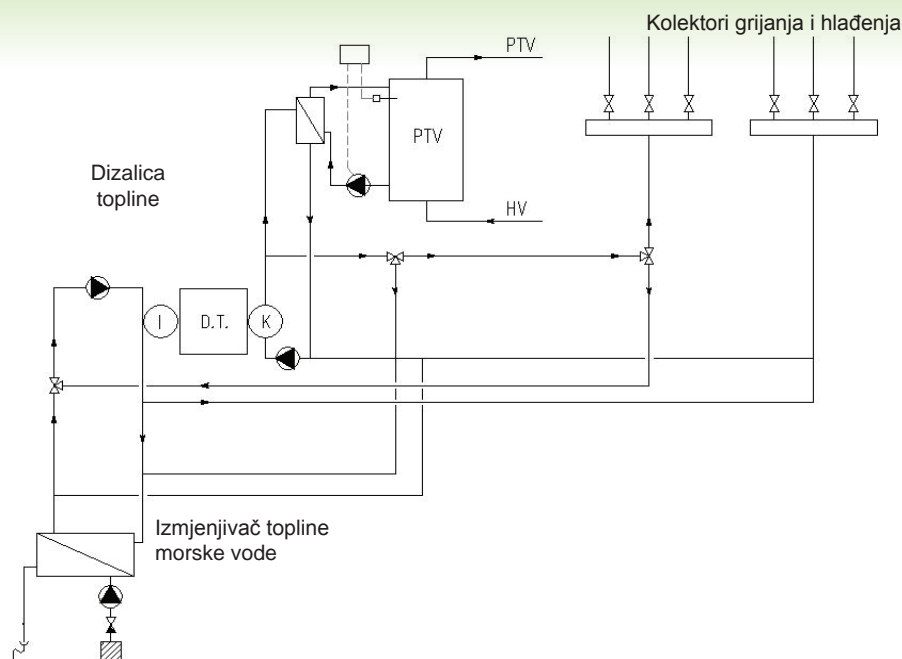 Kolektori grijanja i hlađenja
PTV
PTV
Dizalica
topline
HV
I
D.T.
K
Izmjenjivač topline
morske vode